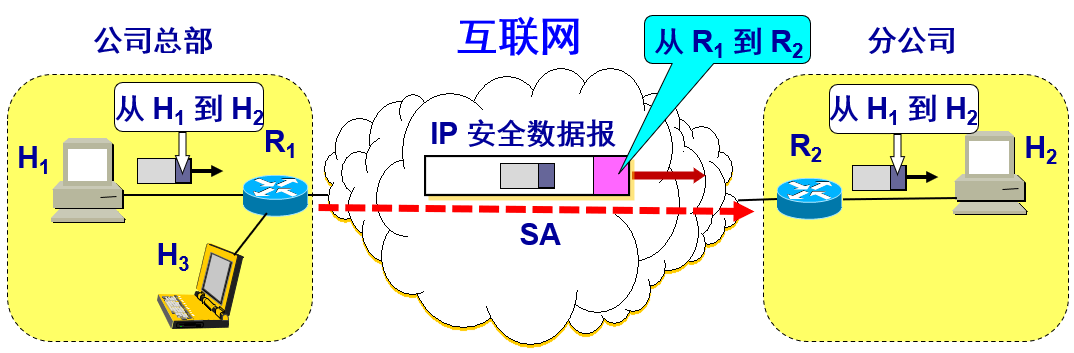 公司总部
互联网
从 R1 到 R2
分公司
从 H1 到 H2
从 H1 到 H2
H1
R1
IP 安全数据报
R2
H2
SA
H3